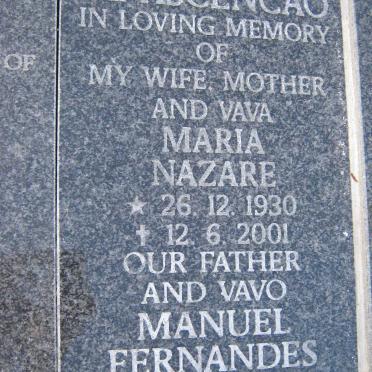 IN LOVING MEMORY
OF
OF
MY WIFE, MOTHER
AND VAVA
MARIA
NAZARE
* 26. 12. 1930
† 12. 6. 2001
OUR FATHER
AND VAVO
MANUEL
FERNANDES